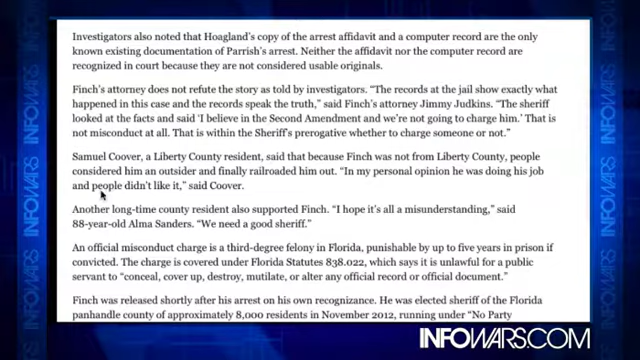 Investigators also noted that Hoagland's copy of the arrest affidavit and a computer record are the only
known existing documentation of Parrish's arrest. Neither the affidavit nor the computer record are
recognized in court because they are not considered usable originals.
Finch's attorney does not refute the story as told by investigators. "The records at the jail show exactly what
happened in this case and the records speak the truth," said Finch's attorney Jimmy Judkins. "The sheriff
looked at the facts and said 'I believe in the Second Amendment and we're not going to charge him.' That is
not misconduct at all. That is within the Sheriff's prerogative whether to charge someone or not."
Samuel Coover, a Liberty County resident, said that because Finch was not from Liberty County, people
considered him an outsider and finally railroaded him out. "In my personal opinion he was doing his job
and people didn't like it," said Coover.
Another long-time county resident also supported Finch. "I hope it's all a misunderstanding," said
88-year-old Alma Sanders. "We need a good sheriff."
An official misconduct charge is a third-degree felony in Florida, punishable by up to five years in prison if
convicted. The charge is covered under Florida Statutes 838.022, which says it is unlawful for a public
servant to "conceal, cover up, destroy, mutilate, or alter any official record or official document."
Finch was released shortly after his arrest on his own recognizance. He was elected sheriff of the Florida
panhandle county of approximately 8,000 residents in November 2012, running under "No Party
INFOWARS.COM
INFOWARS
INFOWARS
INFOWARS
INFOWARS